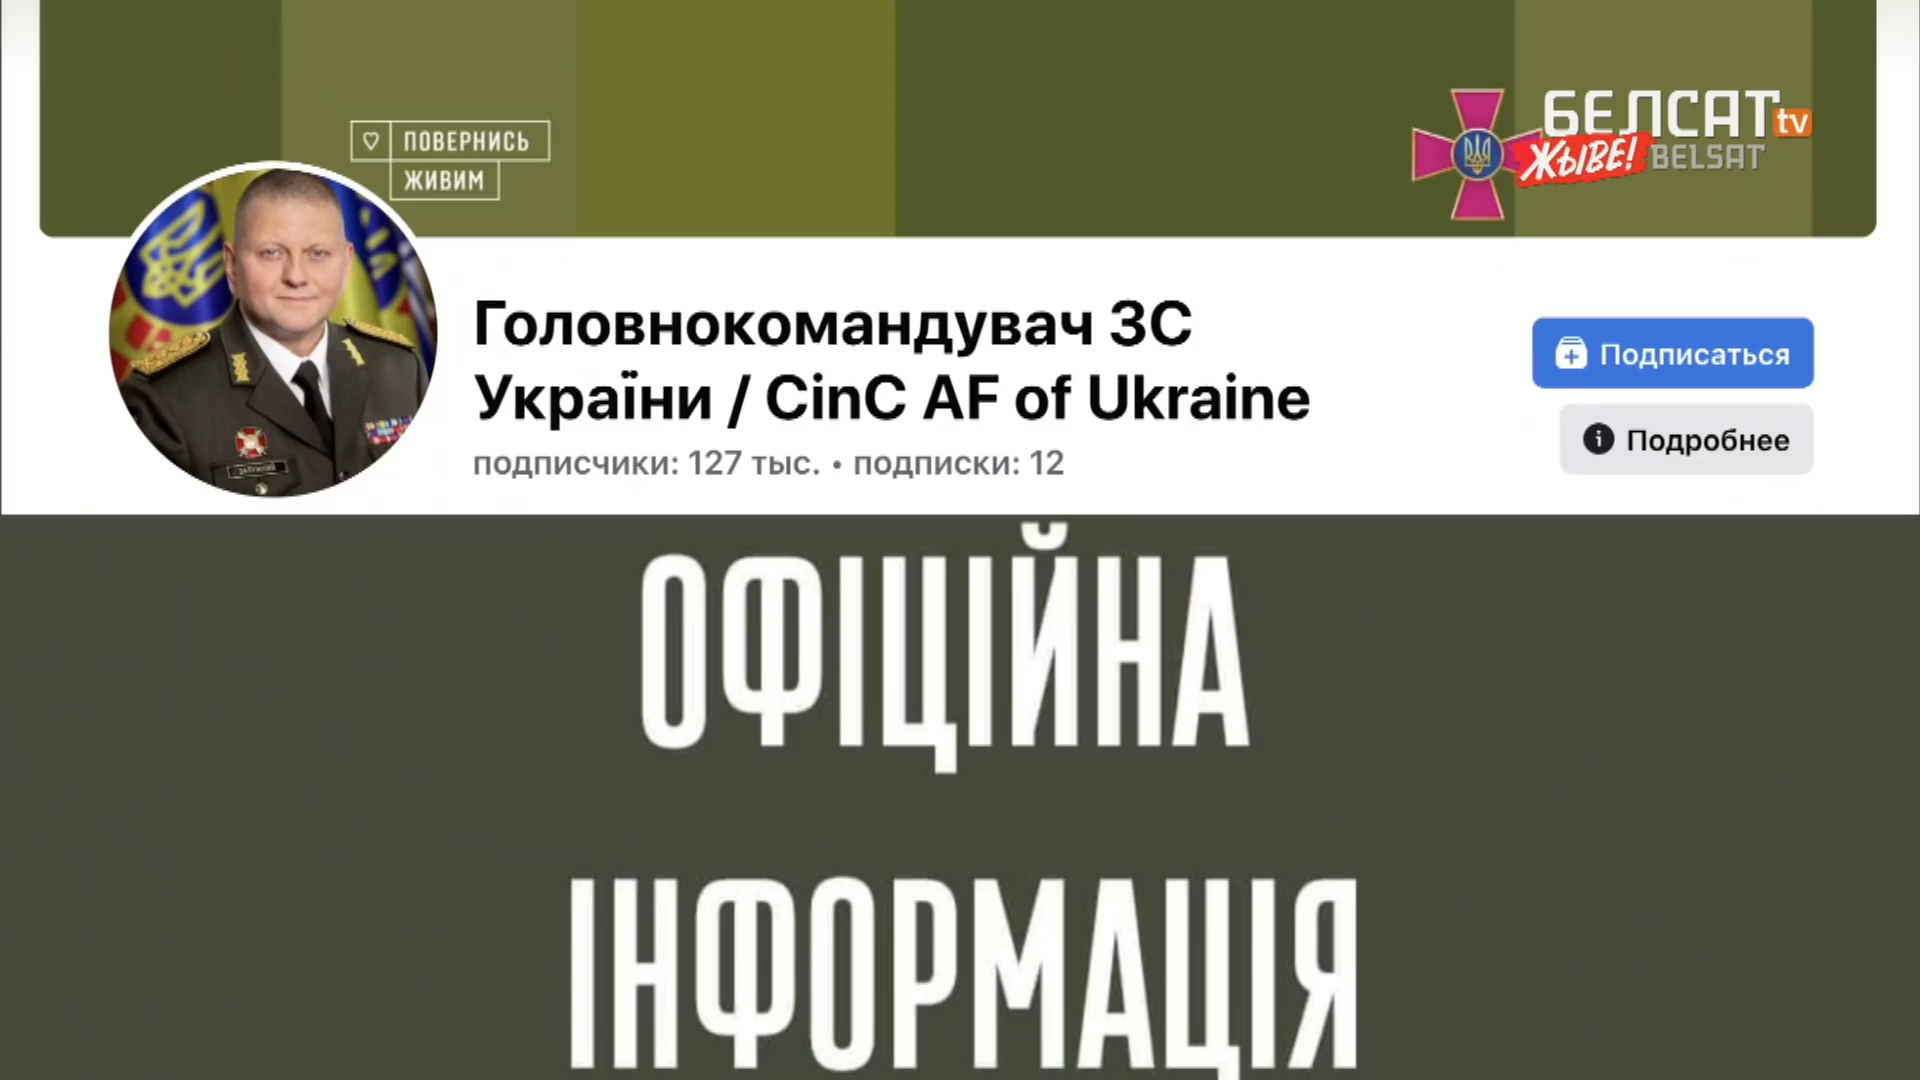 БЕЛСАТ tv
ЖЫВЕ! BELSAT
♡ ПОВЕРНИСЬ
ЖИВИМ
Головнокомандувач ЗС
України / CinC AF of Ukraine
подписчики: 127 тыс. • подписки: 12
Подписаться
Подробнее
ЗАЛУЖНИЙ
ОФІЦІЙНА
ІНФОРМАЦІЯ